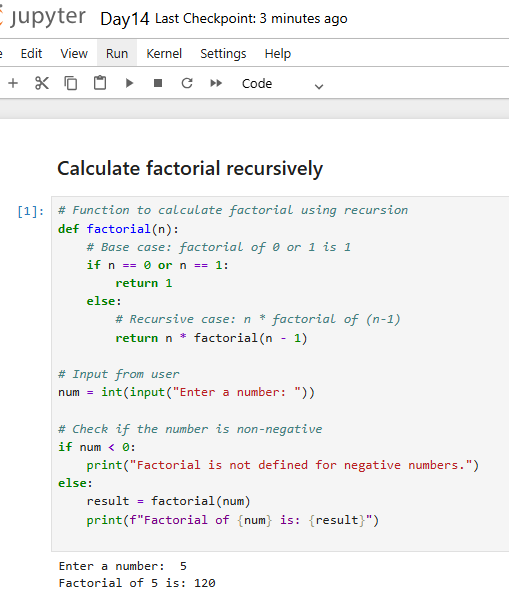 jupyter Day14 Last Checkpoint: 3 minutes ago
Edit View Run Kernel Settings Help
Code
Calculate factorial recursively
[1]: # Function to calculate factorial using recursion
def factorial(n):
    # Base case: factorial of 0 or 1 is 1
    if n == 0 or n == 1:
        return 1
    else:
        # Recursive case: n * factorial of (n-1)
        return n * factorial(n - 1)
# Input from user
num = int(input("Enter a number: "))
# Check if the number is non-negative
if num < 0:
    print("Factorial is not defined for negative numbers.")
else:
    result = factorial(num)
    print(f"Factorial of {num} is: {result}")
Enter a number:  5
Factorial of 5 is: 120